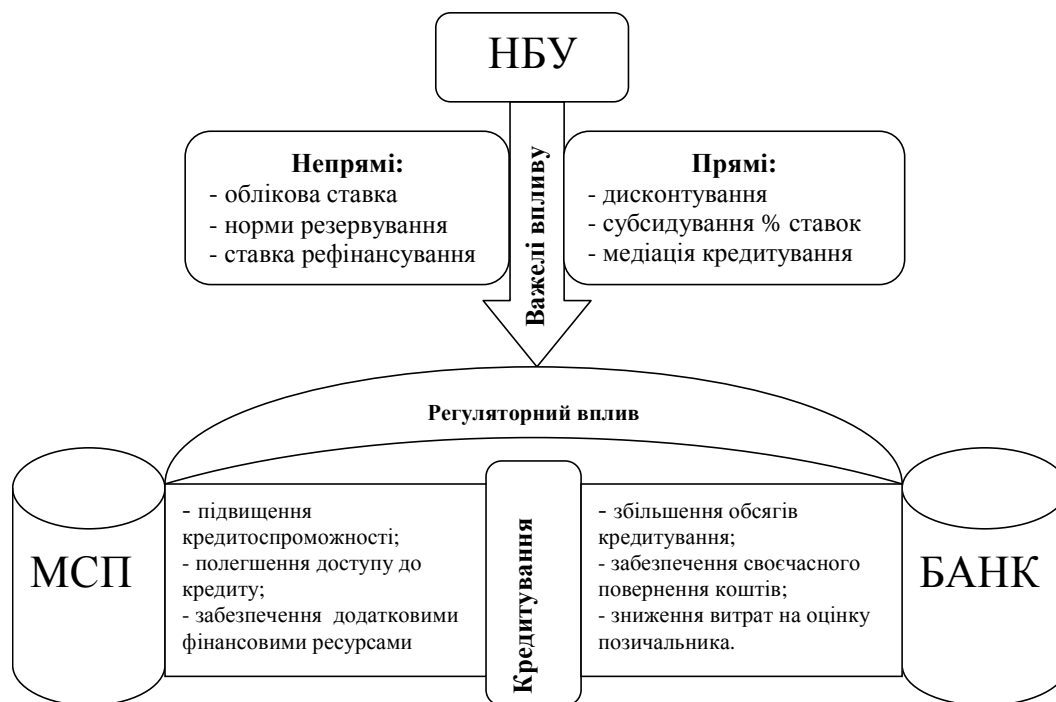 НБУ
Непрямі:
- облікова ставка
- норми резервування
- ставка рефінансування
Важелі впливу
Прямі:
- дисконтування
- субсидування % ставок
- медіація кредитування
Регуляторний вплив
МСП
- підвищення
кредитоспроможності;
- полегшення доступу до
кредиту;
- забезпечення додатковими
фінансовими ресурсами
Кредитування
- збільшення обсягів
кредитування;
- забезпечення своєчасного
повернення коштів;
- зниження витрат на оцінку
позичальника.
БАНК